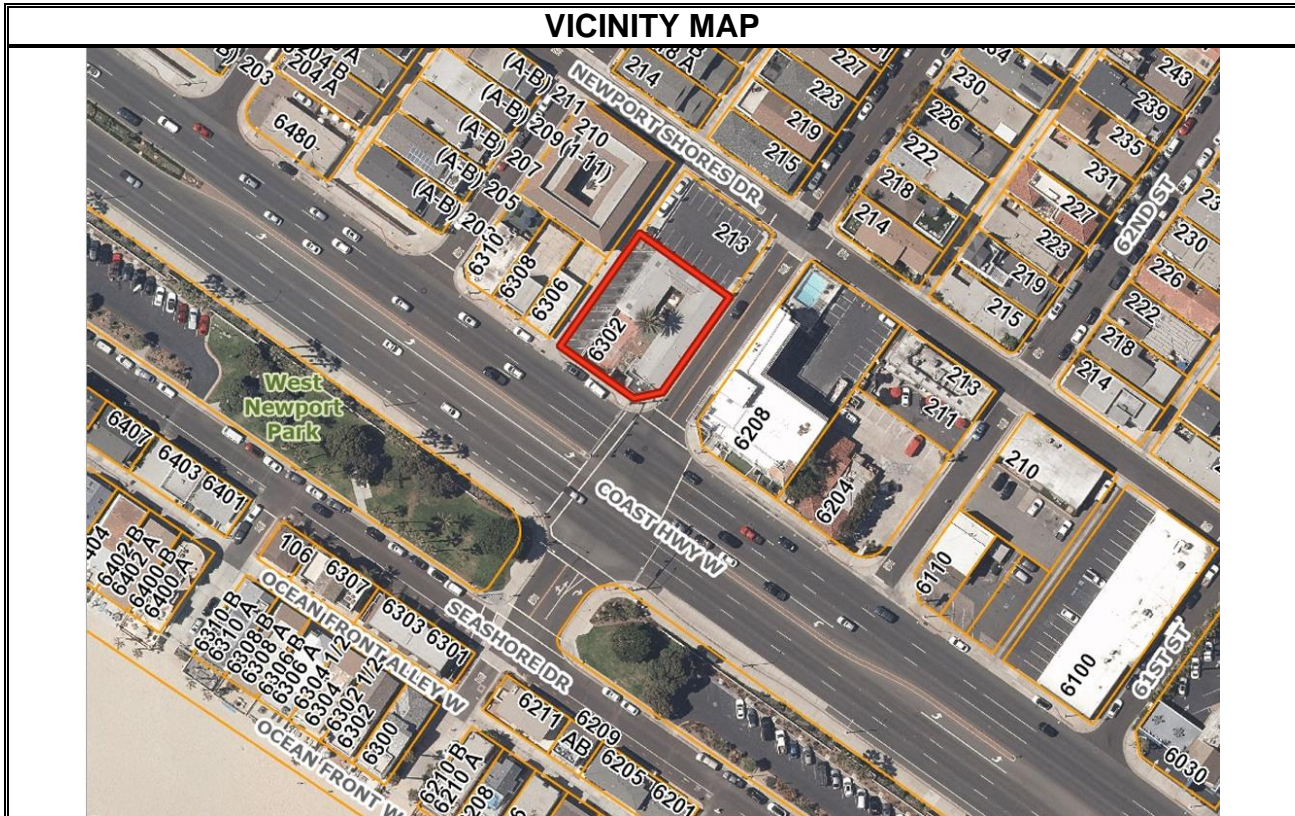 VICINITY MAP
203
204 B
204 A
6480
(A-B) 211
(A-B) 209
(A-B) 207
(A-B) 205
210
(1-11)
6310
6308
6306
6302
213
NEWPORT SHORES DR
214
227
223
219
215
230
226
222
218
214
243
239
235
231
227
223
219
215
62ND ST
230
226
222
218
214
West
Newport
Park
6208
6204
213
211
210
6110
6100
61ST ST
6030
COAST HWY W
6407
6403
6401
6402 B
6402 A
6400 B
6400 A
106
6307
6303
6301
SEASHORE DR
OCEANFRONT ALLEY W
6310 B
6310 A
6308 B
6308 A
6306 B
6306 A
6304 1/2
6304
6302 1/2
6302
6300
OCEAN FRONT W
6211
AB
6209
6205
6201
6210 B
6210 A